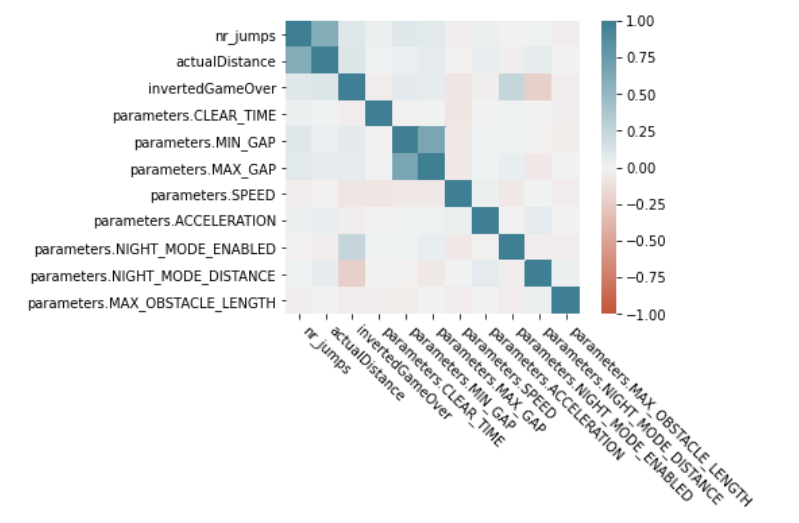 nr_jumps
actualDistance
invertedGameOver
parameters.CLEAR_TIME
parameters.MIN_GAP
parameters.MAX_GAP
parameters.SPEED
parameters.ACCELERATION
parameters.NIGHT_MODE_ENABLED
parameters.NIGHT_MODE_DISTANCE
parameters.MAX_OBSTACLE_LENGTH
nr_jumps
actualDistance
invertedGameOver
parameters.CLEAR_TIME
parameters.MIN_GAP
parameters.MAX_GAP
parameters.SPEED
parameters.ACCELERATION
parameters.NIGHT_MODE_ENABLED
parameters.NIGHT_MODE_DISTANCE
parameters.MAX_OBSTACLE_LENGTH
1.00
0.75
0.50
0.25
0.00
−0.25
−0.50
−0.75
−1.00